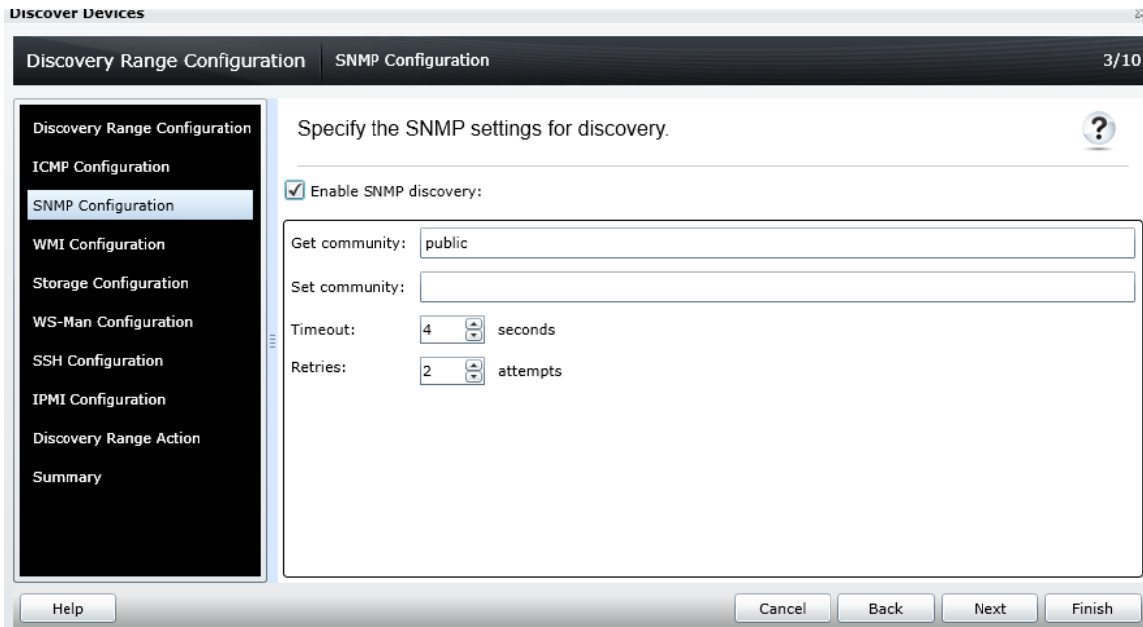 Discover Devices
Discovery Range Configuration SNMP Configuration 3/10
Discovery Range Configuration
ICMP Configuration
SNMP Configuration
WMI Configuration
Storage Configuration
WS-Man Configuration
SSH Configuration
IPMI Configuration
Discovery Range Action
Summary
Specify the SNMP settings for discovery.
?
Enable SNMP discovery:
Get community: public
Set community:
Timeout: 4 seconds
Retries: 2 attempts
Help Cancel Back Next Finish